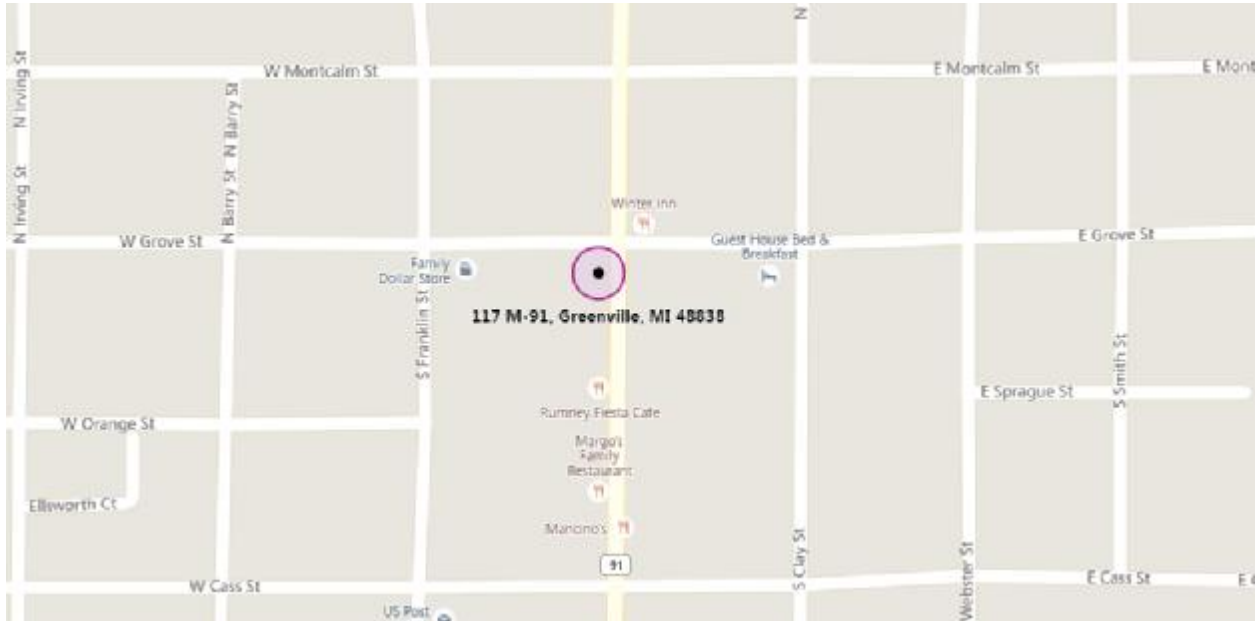 N
W Montcalm St
E Montcalm St
E Mont
N Irving St
N Irving St
N Barry St
N Barry St
Winter Inn
W Grove St
E Grove St
Guest House Bed &
Breakfast
Family
Dollar Store
117 M-91, Greenville, MI 48838
S Franklin St
S Smith St
E Sprague St
Rumney Fiesta Cafe
W Orange St
Margo's
Family
Restaurant
Ellsworth Ct
Mancino's
91
S Clay St
Webster St
W Cass St
E Cass St
E
US Post